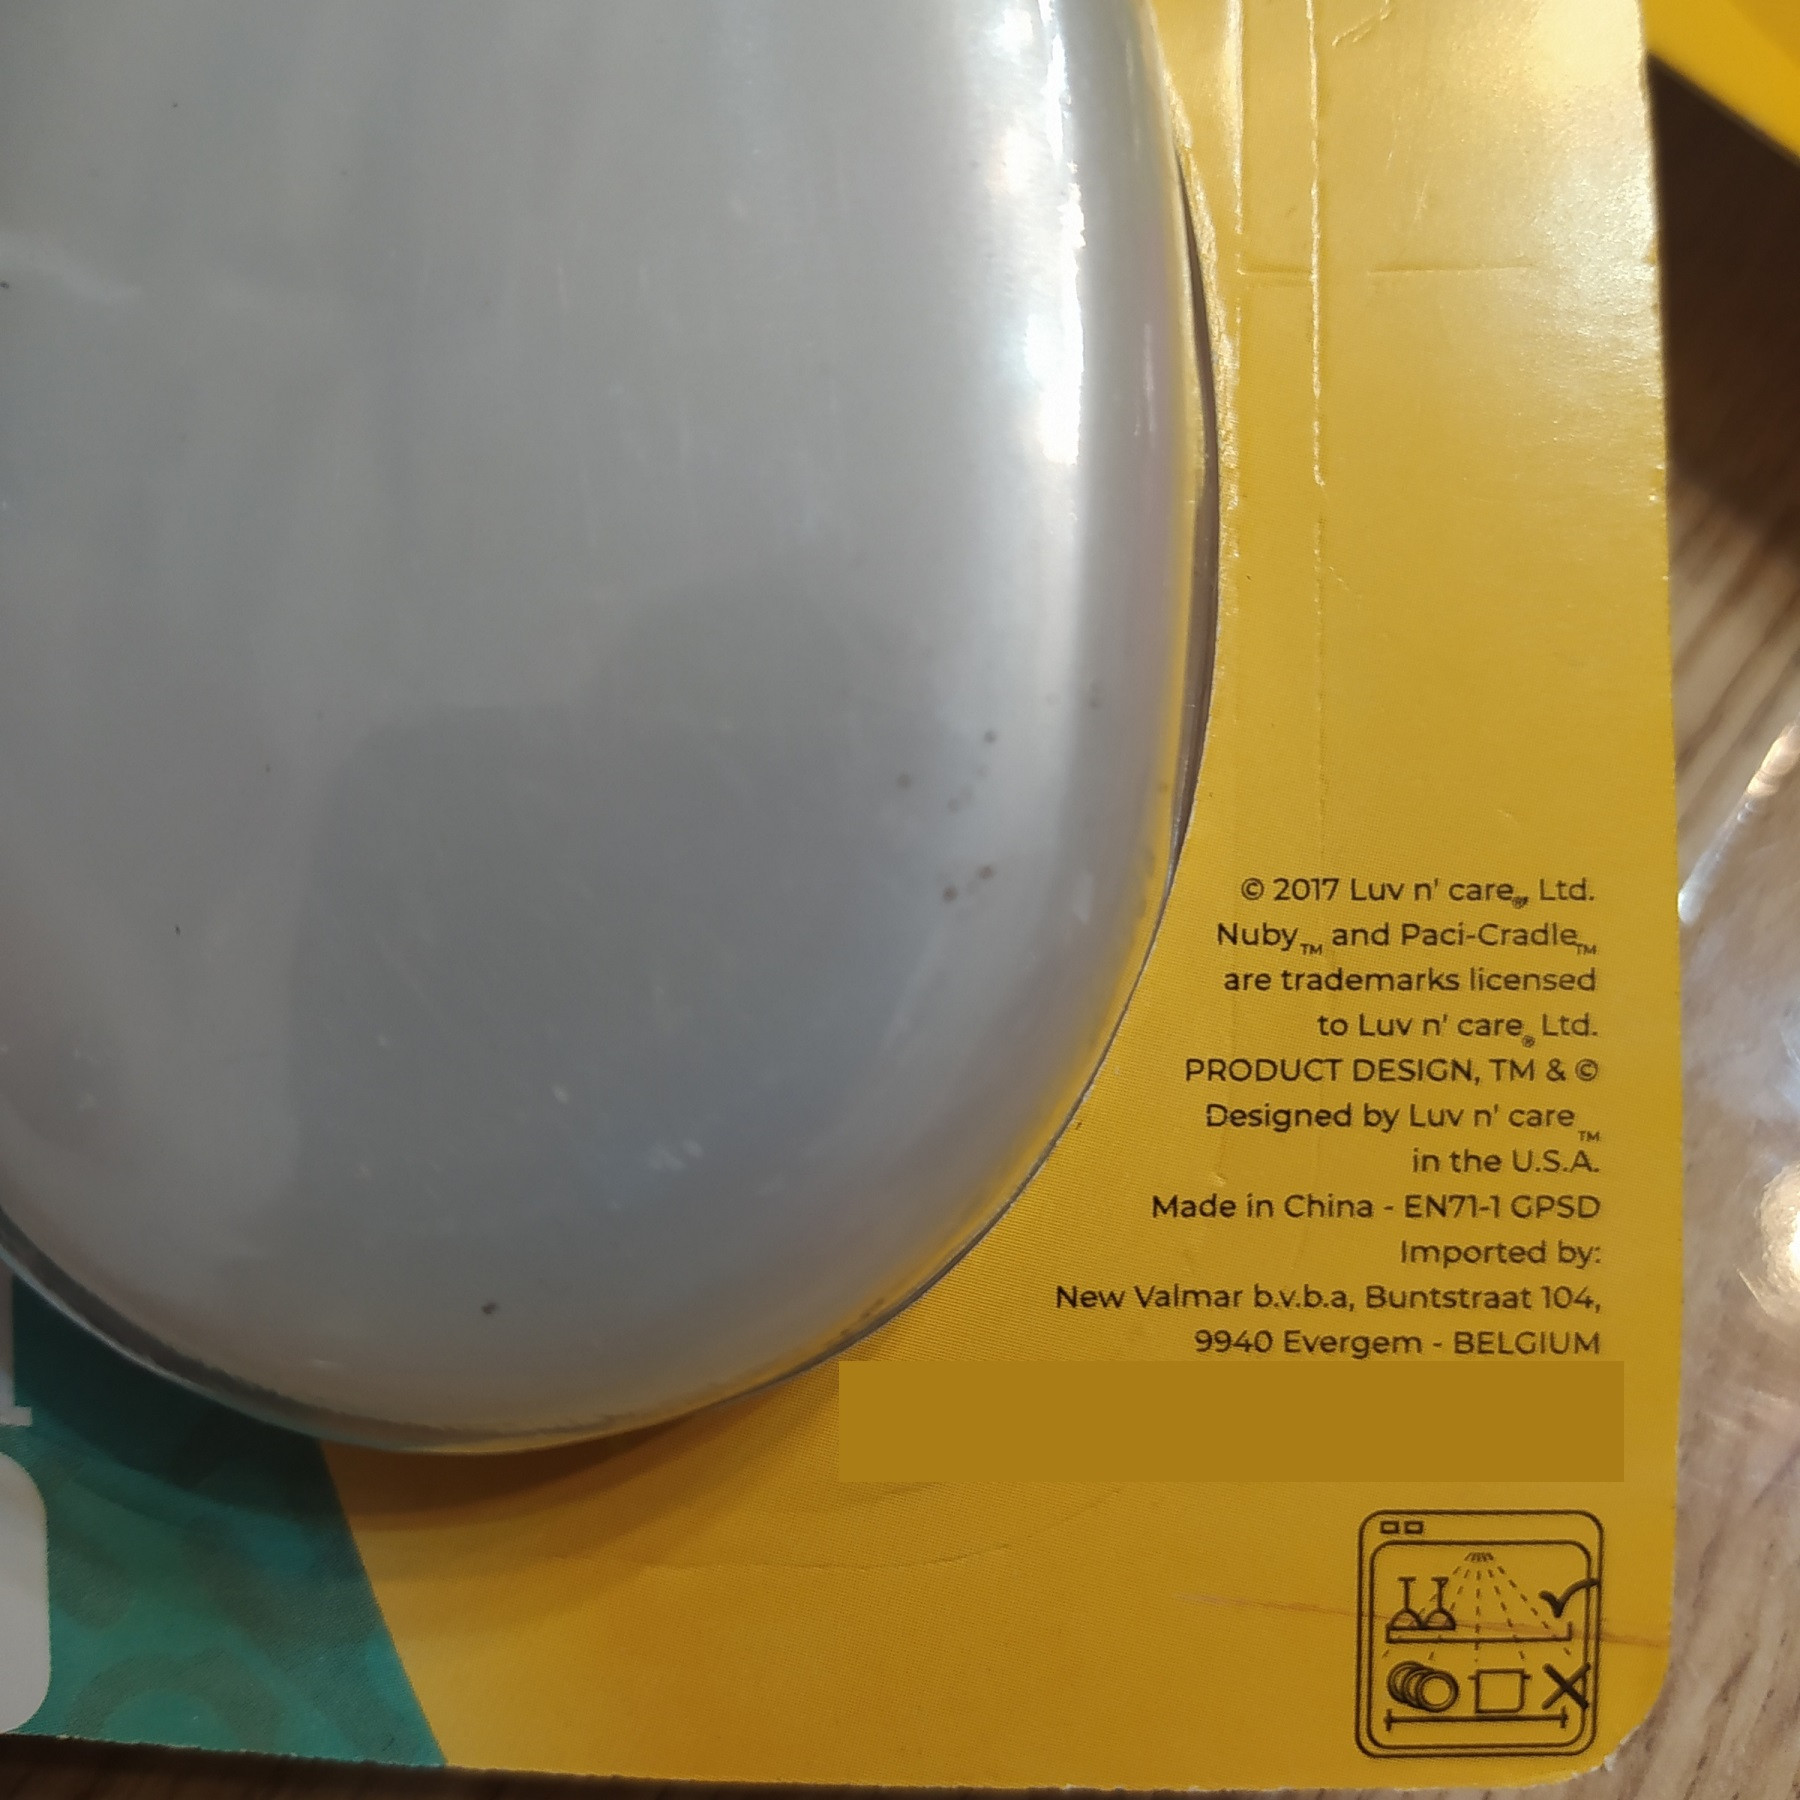 © 2017 Luv n' care® Ltd.
Nuby™ and Paci-Cradle™
are trademarks licensed
to Luv n' care® Ltd.
PRODUCT DESIGN, TM & ©
Designed by Luv n' care™
in the U.S.A.
Made in China - EN71-1 GPSD
Imported by:
New Valmar b.v.b.a, Buntstraat 104,
9940 Evergem - BELGIUM